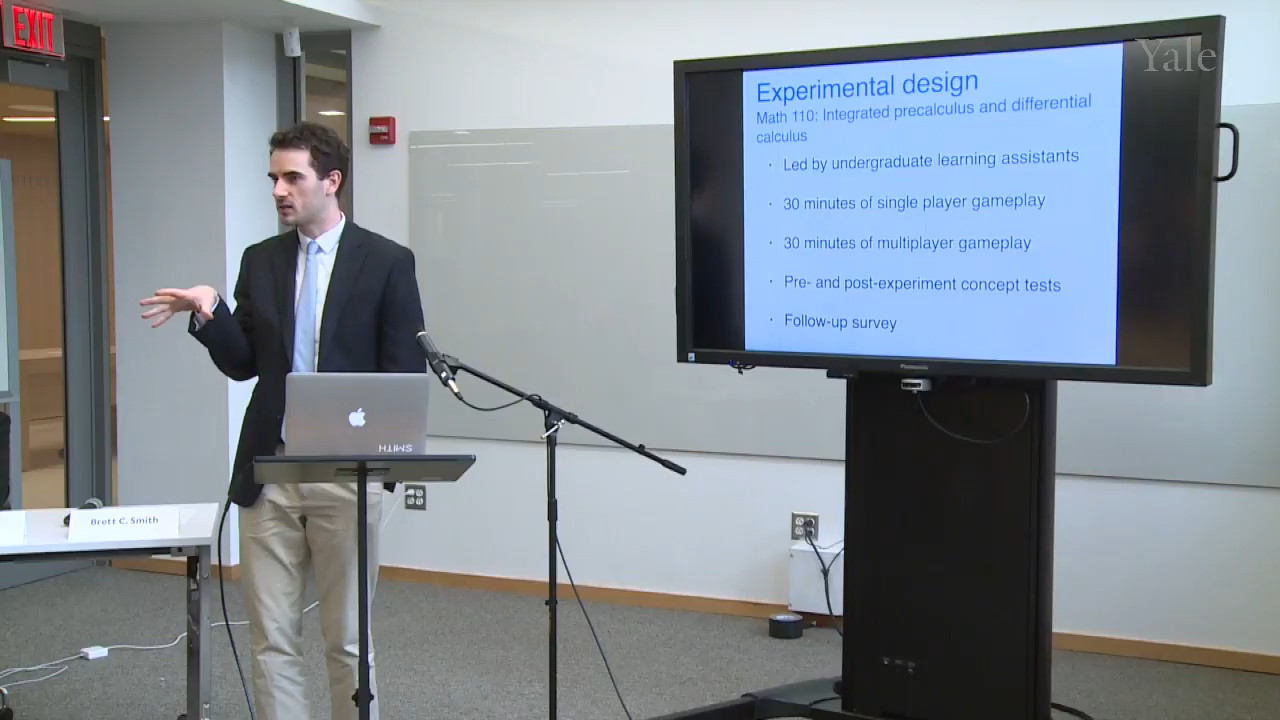 EXIT
Yale
Experimental design
Math 110: Integrated precalculus and differential
calculus
· Led by undergraduate learning assistants
· 30 minutes of single player gameplay
· 30 minutes of multiplayer gameplay
· Pre- and post-experiment concept tests
· Follow-up survey
Panasonic
SMITH
Brett C. Smith